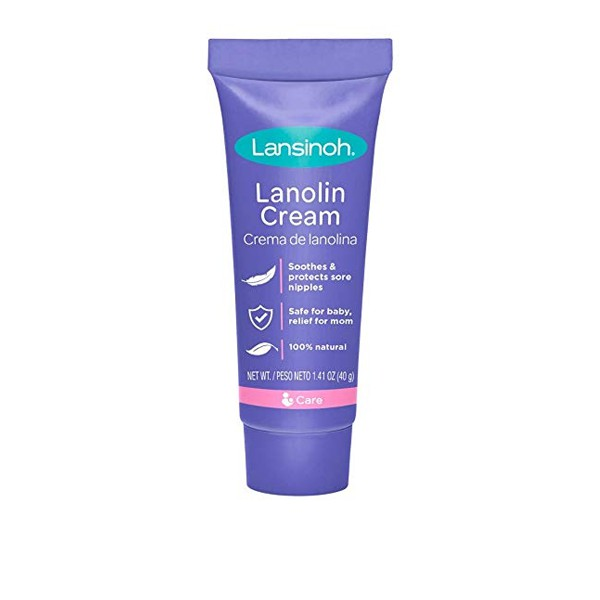 Lansinoh®
Lanolin
Cream
Crema de lanolina
Soothes &
protects sore
nipples
Safe for baby,
relief for mom
100% natural
NET WT. / PESO NETO 1.41 OZ (40 g)
Care